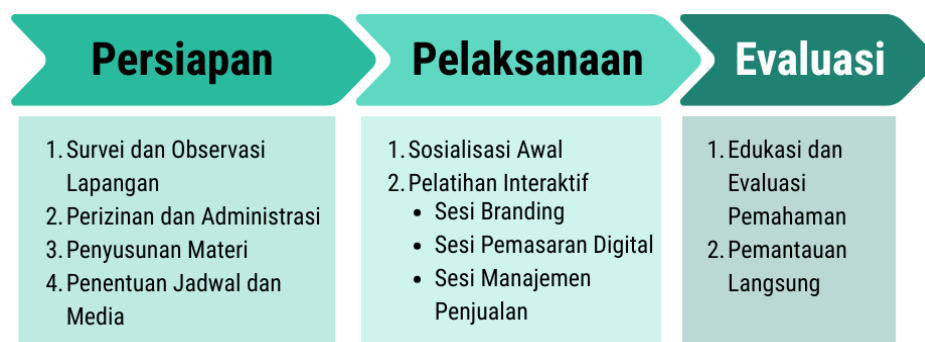 Persiapan
1. Survei dan Observasi
Lapangan
2. Perizinan dan Administrasi
3. Penyusunan Materi
4. Penentuan Jadwal dan
Media
Pelaksanaan
1. Sosialisasi Awal
2. Pelatihan Interaktif
• Sesi Branding
• Sesi Pemasaran Digital
• Sesi Manajemen
Penjualan
Evaluasi
1. Edukasi dan
Evaluasi
Pemahaman
2. Pemantauan
Langsung